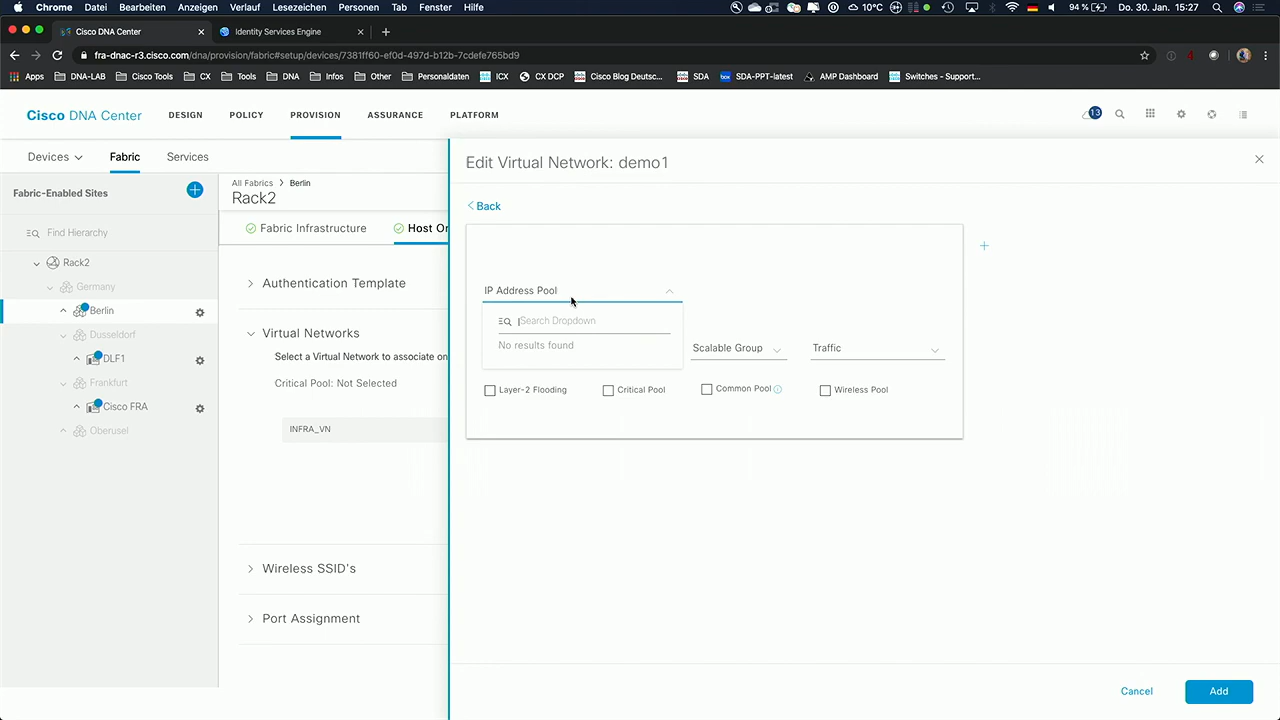 Chrome Datei Bearbeiten Anzeigen Verlauf Lesezeichen Personen Tab Fenster Hilfe 10°C 94 % Do. 30. Jan. 15:27
Cisco DNA Center Identity Services Engine
fra-dnac-r3.cisco.com/dna/provision/fabric#setup/devices/7381ff60-ef0d-497d-b12b-7cdefe765bd9
Apps DNA-LAB Cisco Tools CX Tools DNA Infos Other Personaldaten ICX CX DCP Cisco Blog Deutsc... SDA SDA-PPT-latest AMP Dashboard Switches - Support...
Cisco DNA Center DESIGN POLICY PROVISION ASSURANCE PLATFORM 13
Devices Fabric Services
Fabric-Enabled Sites
Find Hierarchy
Rack2
Germany
Berlin
Dusseldorf
DLF1
Frankfurt
Cisco FRA
Oberusel
All Fabrics > Berlin
Rack2
Fabric Infrastructure Host Or
Authentication Template
Virtual Networks
Select a Virtual Network to associate on
Critical Pool: Not Selected
INFRA_VN
Wireless SSID's
Port Assignment
Edit Virtual Network: demo1
Back
IP Address Pool
Search Dropdown
No results found
Scalable Group Traffic
Layer-2 Flooding Critical Pool Common Pool Wireless Pool
Cancel Add